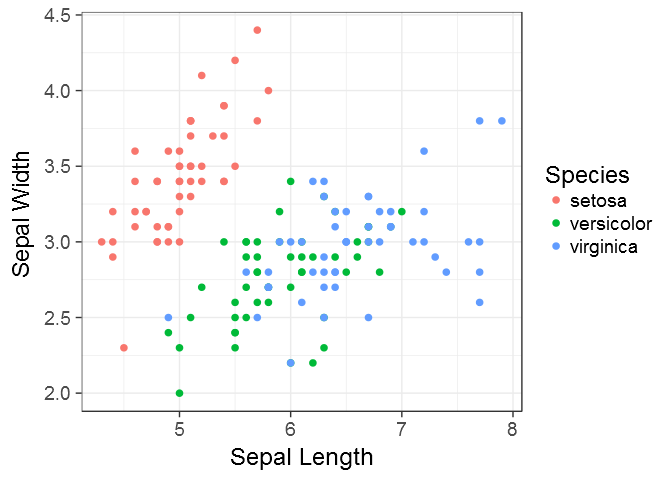 4.5
4.0
3.5
3.0
2.5
2.0
Sepal Width
5 6 7 8
Sepal Length
Species
setosa
versicolor
virginica